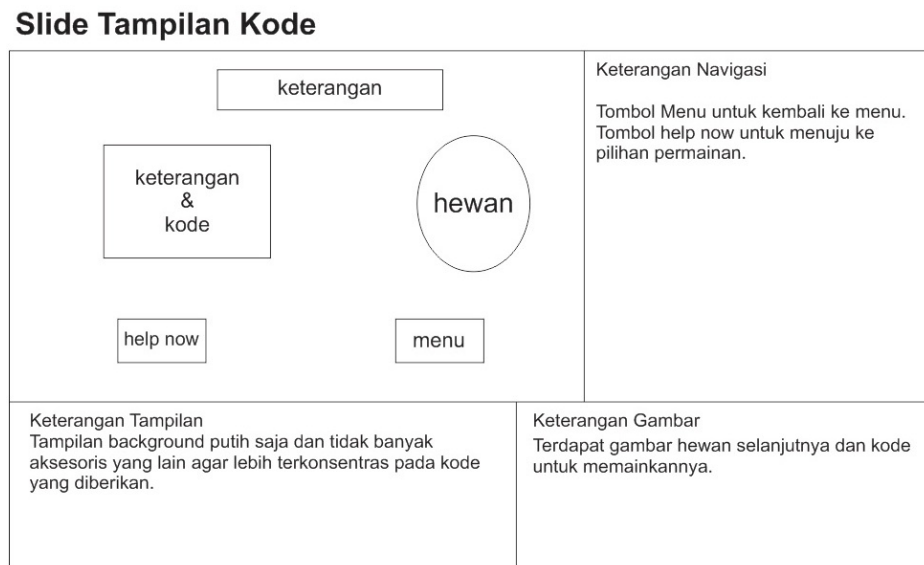 Slide Tampilan Kode
keterangan
keterangan
&
kode
hewan
help now
menu
Keterangan Navigasi
Tombol Menu untuk kembali ke menu.
Tombol help now untuk menuju ke
pilihan permainan.
Keterangan Tampilan
Tampilan background putih saja dan tidak banyak
aksesoris yang lain agar lebih terkonsentras pada kode
yang diberikan.
Keterangan Gambar
Terdapat gambar hewan selanjutnya dan kode
untuk memainkannya.